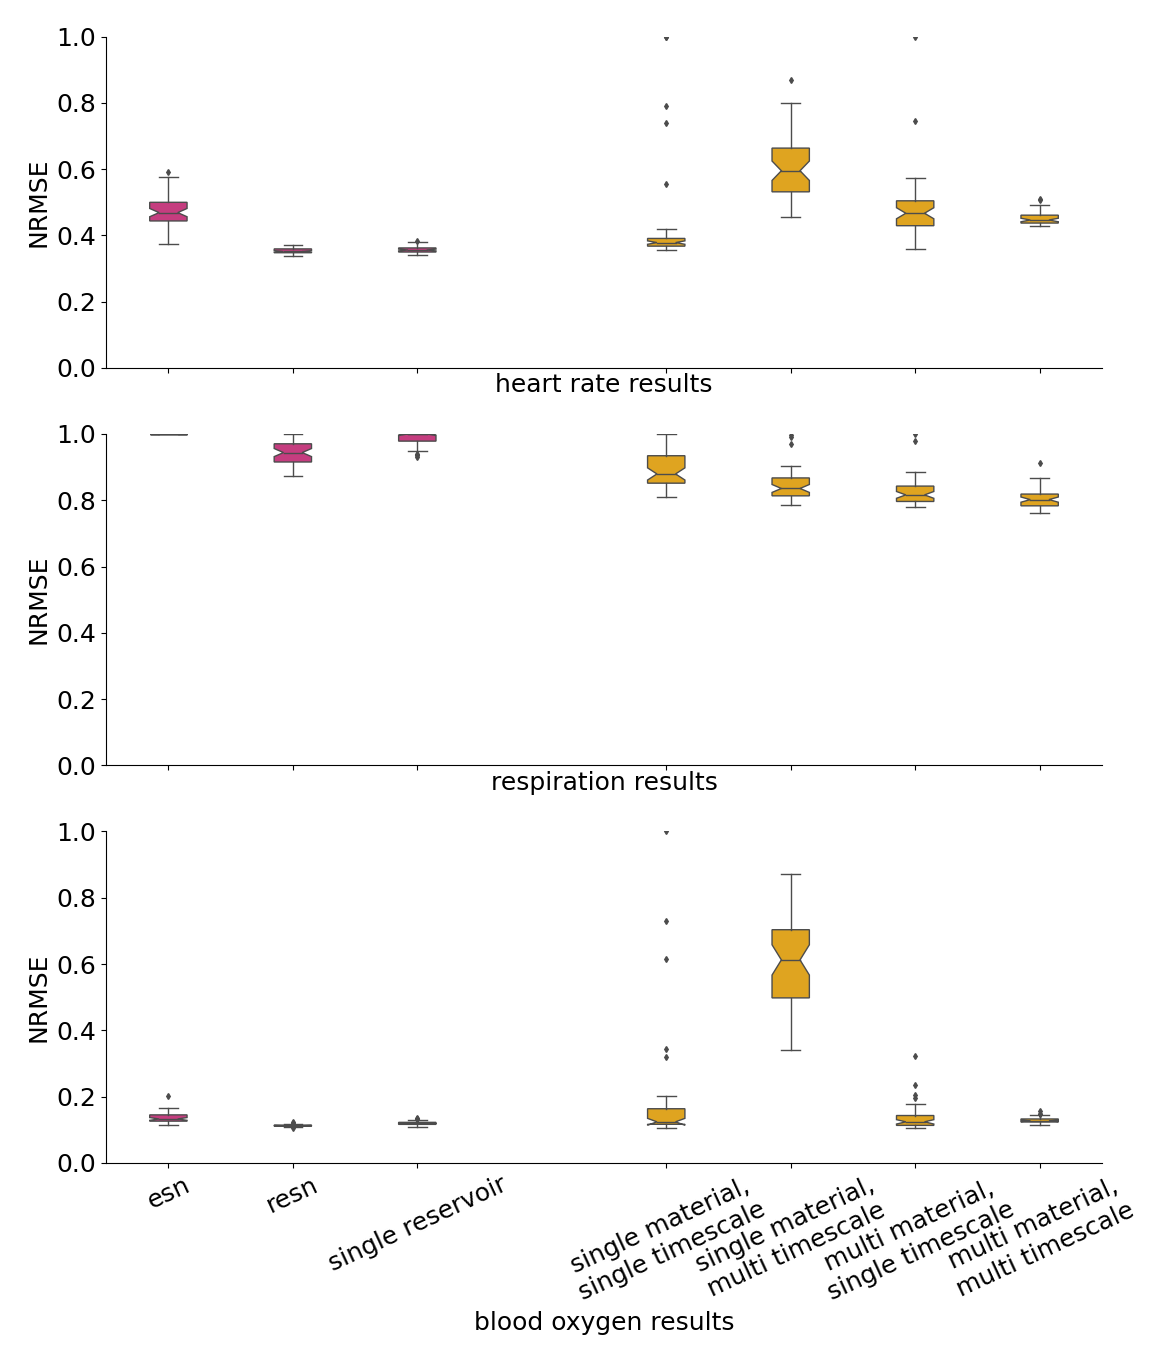 1.0
0.8
0.6
0.4
0.2
0.0
NRMSE
heart rate results
1.0
0.8
0.6
0.4
0.2
0.0
NRMSE
respiration results
1.0
0.8
0.6
0.4
0.2
0.0
NRMSE
esn
resn
single reservoir
single material,
single timescale
single material,
multi timescale
multi material,
single timescale
multi material,
multi timescale
blood oxygen results